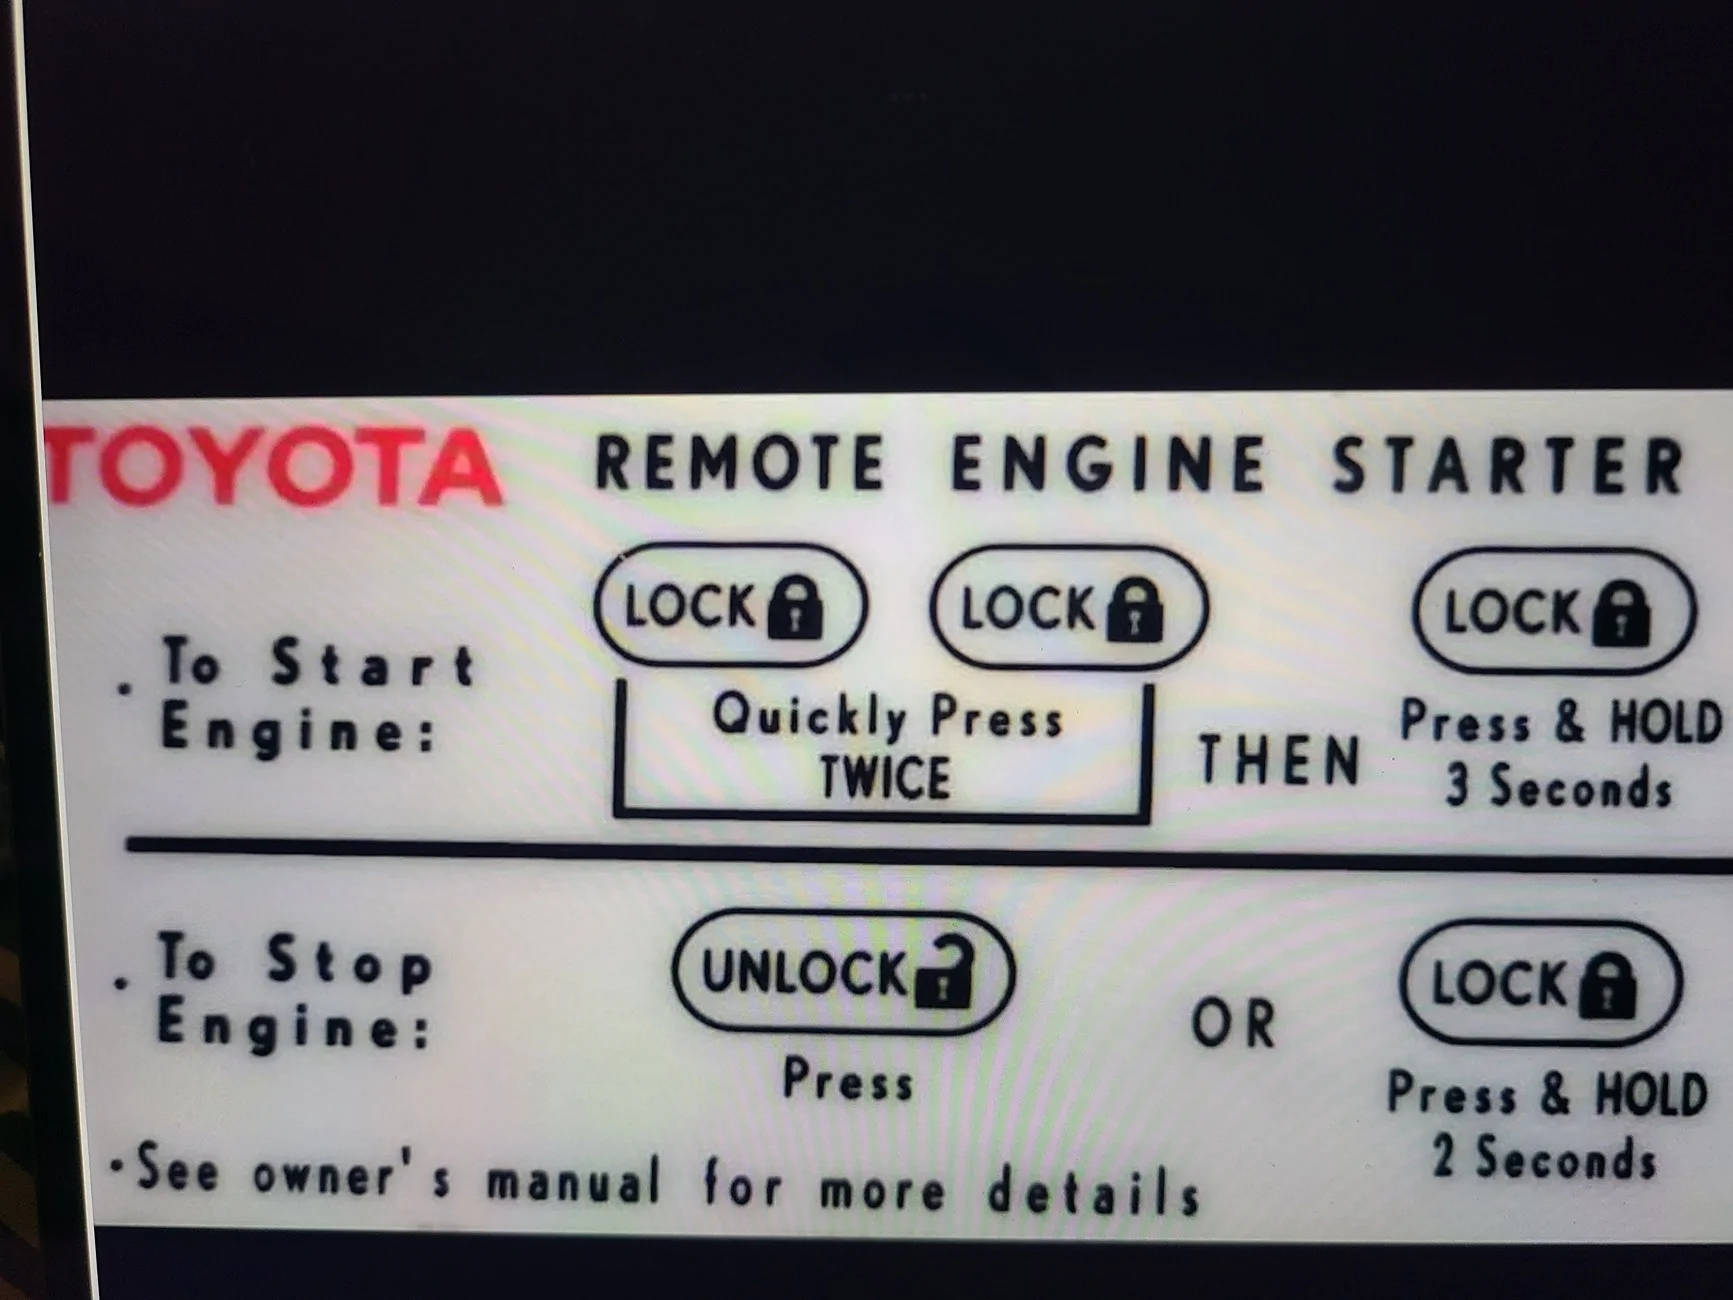 TOYOTA REMOTE ENGINE STARTER
LOCK LOCK LOCK
. To Start
Engine:
Quickly Press
TWICE
THEN
Press & HOLD
3 Seconds
. To Stop
Engine:
UNLOCK
Press
OR
LOCK
Press & HOLD
2 Seconds
·See owner's manual for more details